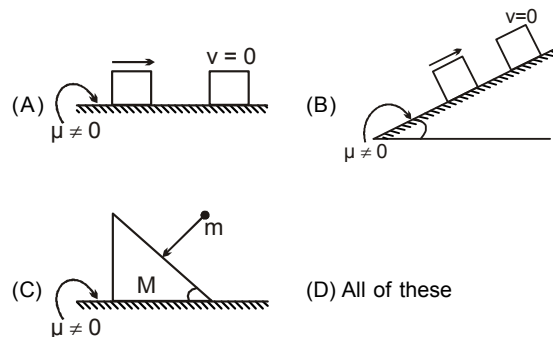 v = 0
(A)
μ ≠ 0
v=0
(B)
μ ≠ 0
m
(C)
M
μ ≠ 0
(D) All of these